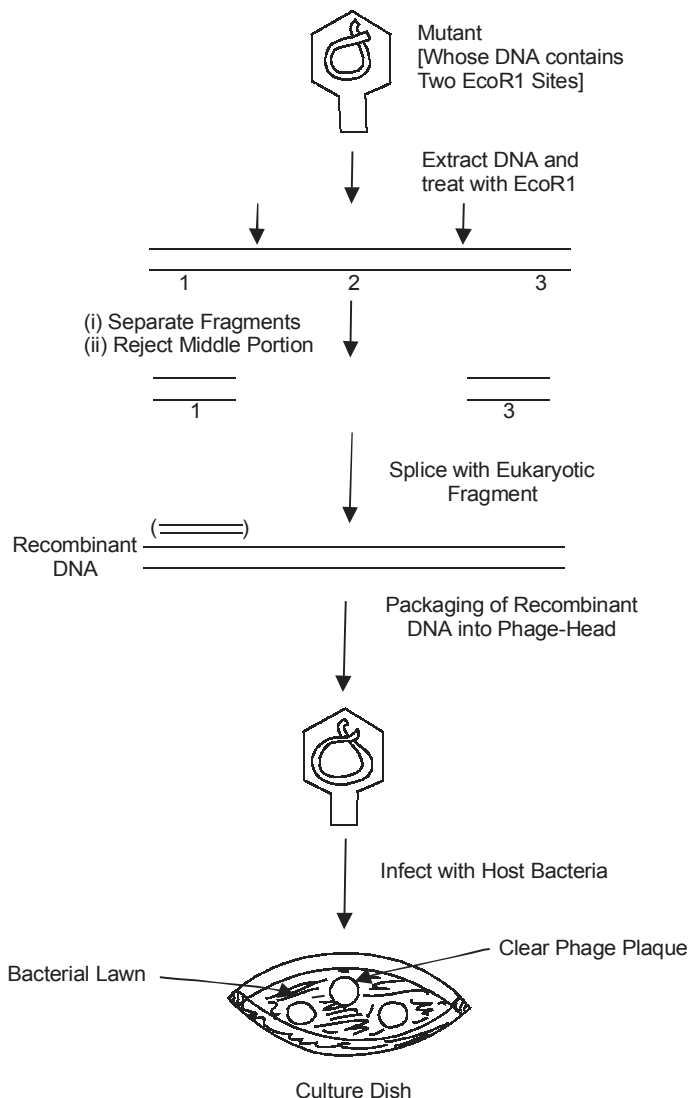 Mutant
[Whose DNA contains
Two EcoR1 Sites]
Extract DNA and
treat with EcoR1
1 2 3
(i) Separate Fragments
(ii) Reject Middle Portion
1 3
Splice with Eukaryotic
Fragment
( )
Recombinant
DNA
Packaging of Recombinant
DNA into Phage-Head
Infect with Host Bacteria
Clear Phage Plaque
Bacterial Lawn
Culture Dish